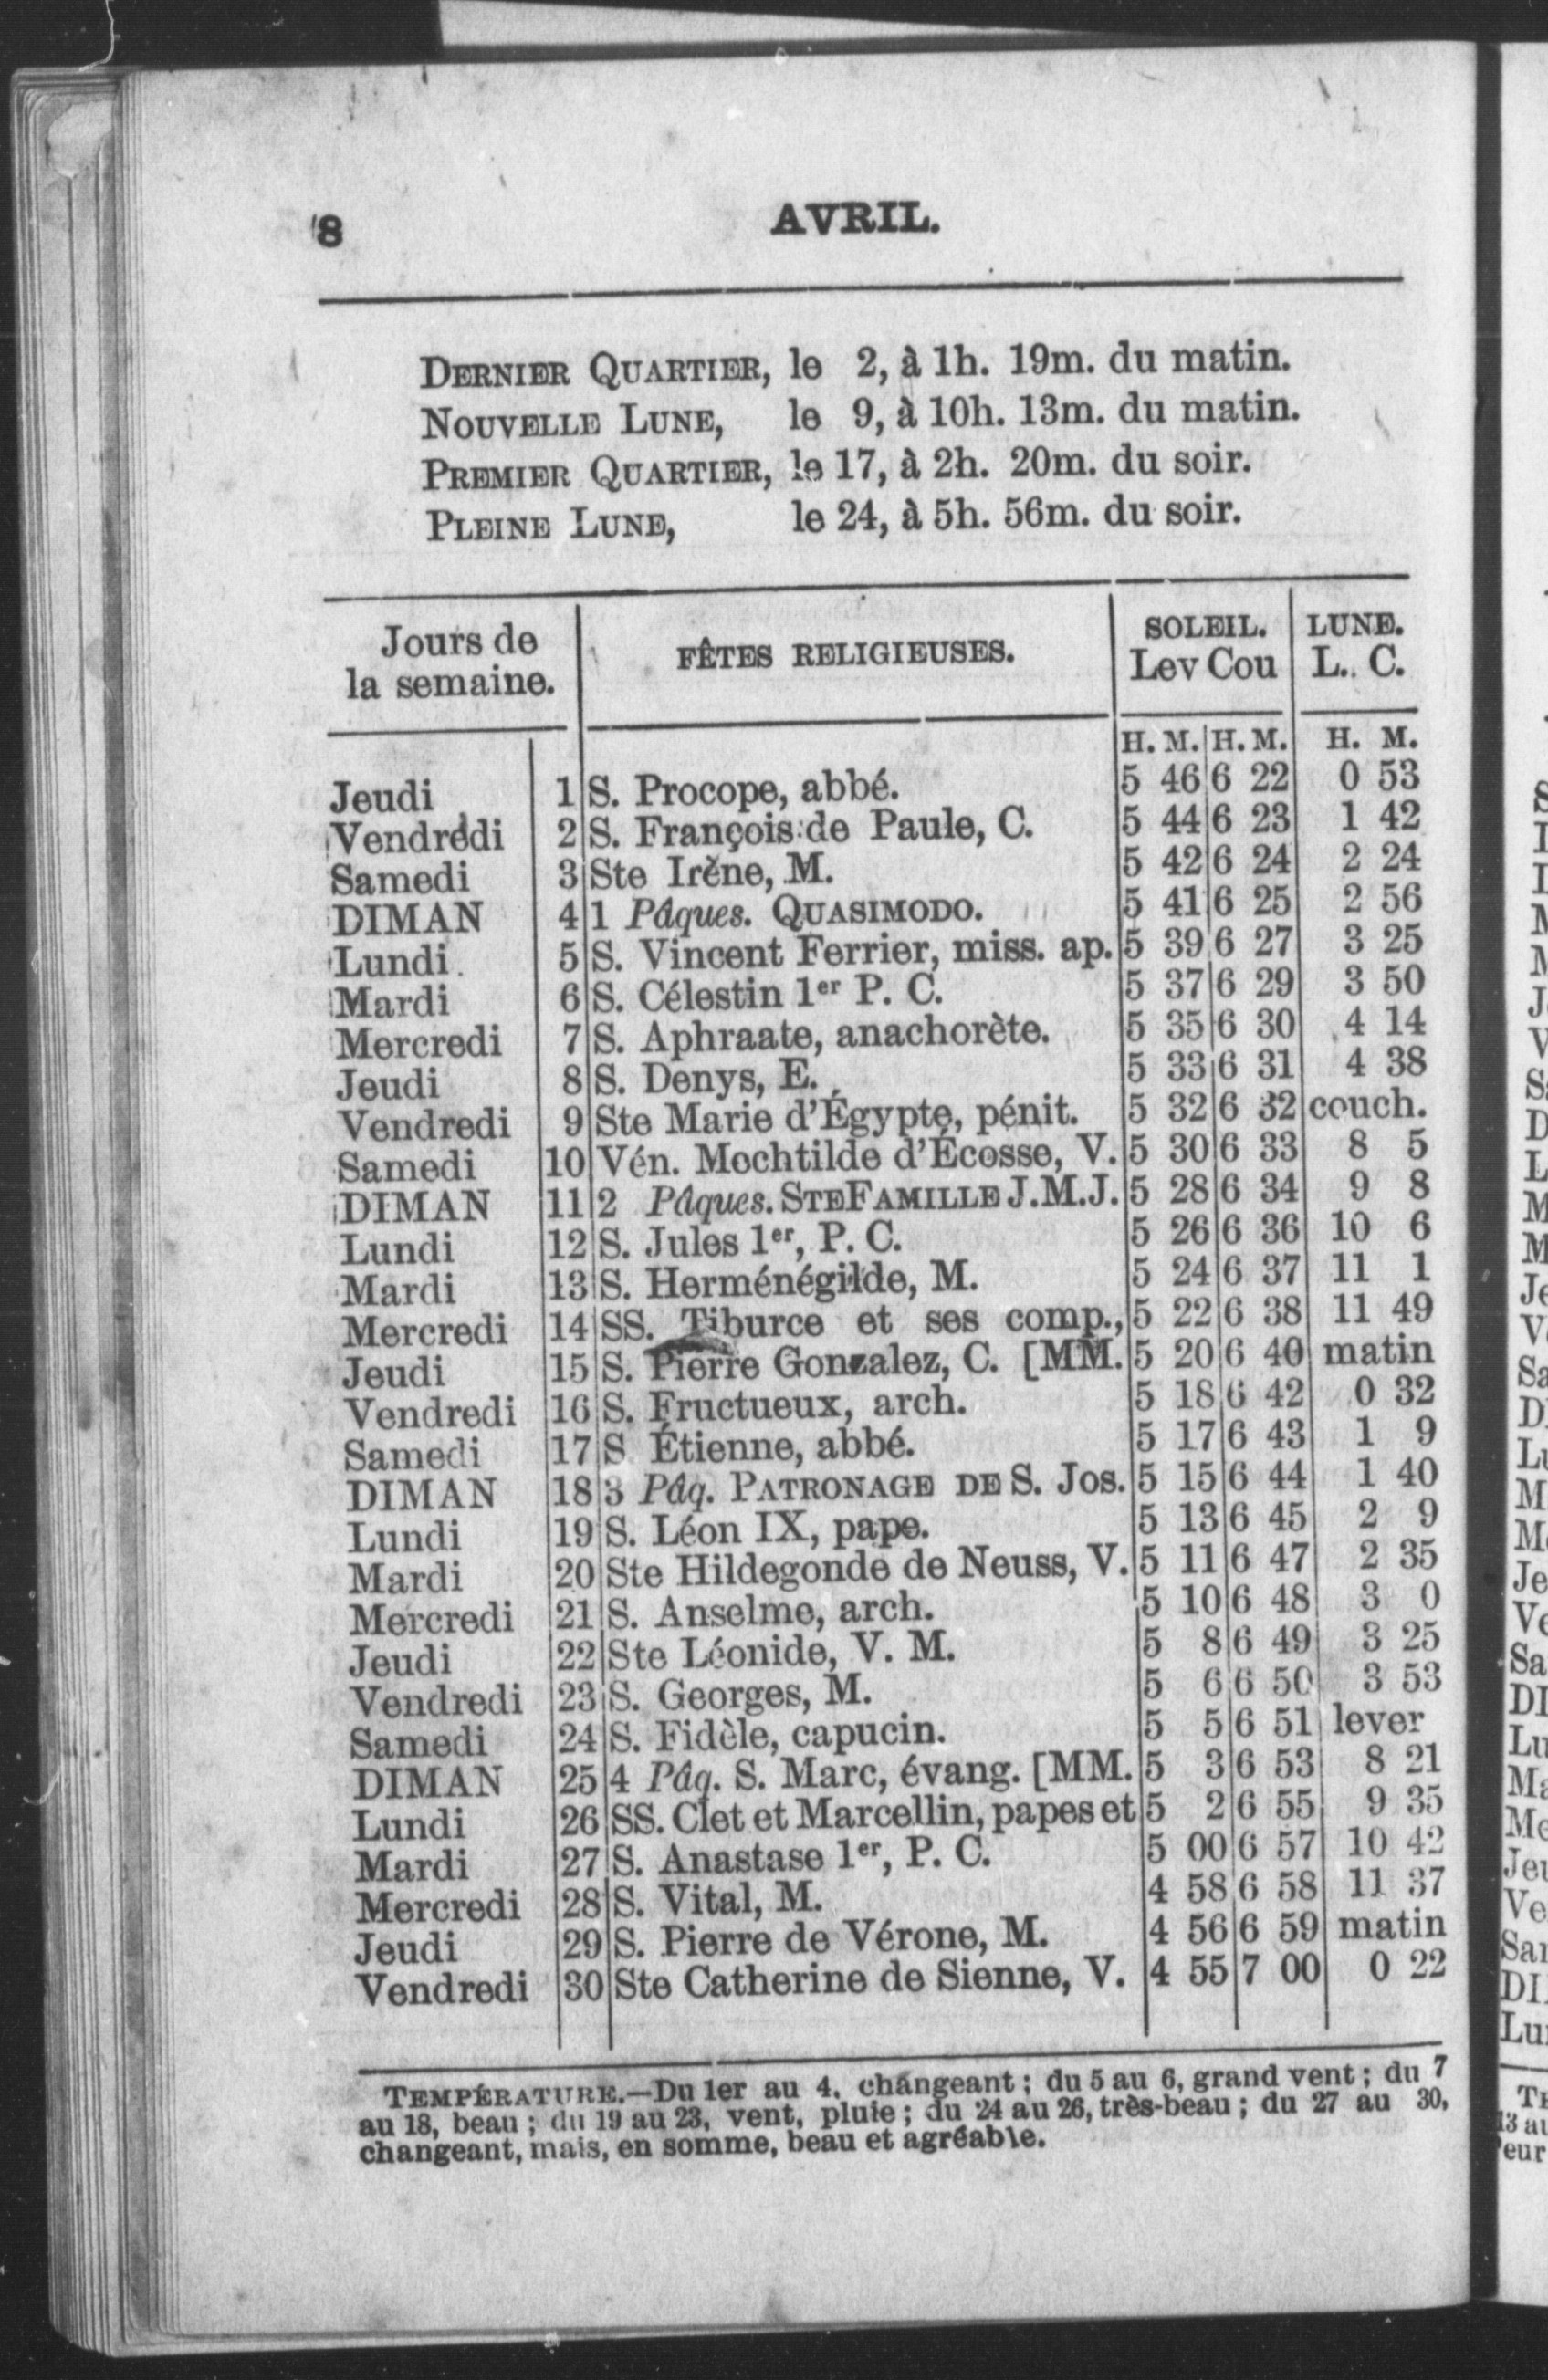 8 AVRIL.
DERNIER QUARTIER, le 2, à 1h. 19m. du matin.
NOUVELLE LUNE, le 9, à 10h. 13m. du matin.
PREMIER QUARTIER, le 17, à 2h. 20m. du soir.
PLEINE LUNE, le 24, à 5h. 56m. du soir.
Jours de la semaine. FÊTES RELIGIEUSES. SOLEIL. LUNE.
Lev Cou L. C.
H. M. H. M. H. M.
Jeudi 1 S. Procope, abbé. 5 46 6 22 0 53
Vendredi 2 S. François de Paule, C. 5 44 6 23 1 42
Samedi 3 Ste Irène, M. 5 42 6 24 2 24
DIMAN 4 1 Pâques. QUASIMODO. 5 41 6 25 2 56
Lundi 5 S. Vincent Ferrier, miss. ap. 5 39 6 27 3 25
Mardi 6 S. Célestin 1er P. C. 5 37 6 29 3 50
Mercredi 7 S. Aphraate, anachorète. 5 35 6 30 4 14
Jeudi 8 S. Denys, E. 5 33 6 31 4 38
Vendredi 9 Ste Marie d'Égypte, pénit. 5 32 6 32 couch.
Samedi 10 Vén. Mechtilde d'Écosse, V. 5 30 6 33 8 5
DIMAN 11 2 Pâques. STE FAMILLE J.M.J. 5 28 6 34 9 8
Lundi 12 S. Jules 1er, P. C. 5 26 6 36 10 6
Mardi 13 S. Herménégilde, M. 5 24 6 37 11 1
Mercredi 14 SS. Tiburce et ses comp., 5 22 6 38 11 49
Jeudi 15 S. Pierre Gonzalez, C. [MM. 5 20 6 40 matin
Vendredi 16 S. Fructueux, arch. 5 18 6 42 0 32
Samedi 17 S Étienne, abbé. 5 17 6 43 1 9
DIMAN 18 3 Pâq. PATRONAGE DE S. Jos. 5 15 6 44 1 40
Lundi 19 S. Léon IX, pape. 5 13 6 45 2 9
Mardi 20 Ste Hildegonde de Neuss, V. 5 11 6 47 2 35
Mercredi 21 S. Anselme, arch. 5 10 6 48 3 0
Jeudi 22 Ste Léonide, V. M. 5 8 6 49 3 25
Vendredi 23 S. Georges, M. 5 6 6 50 3 53
Samedi 24 S. Fidèle, capucin. 5 5 6 51 lever
DIMAN 25 4 Pâq. S. Marc, évang. [MM. 5 3 6 53 8 21
Lundi 26 SS. Clet et Marcellin, papes et 5 2 6 55 9 35
Mardi 27 S. Anastase 1er, P. C. 5 00 6 57 10 42
Mercredi 28 S. Vital, M. 4 58 6 58 11 37
Jeudi 29 S. Pierre de Vérone, M. 4 56 6 59 matin
Vendredi 30 Ste Catherine de Sienne, V. 4 55 7 00 0 22
TEMPÉRATURE.—Du 1er au 4, changeant ; du 5 au 6, grand vent ; du 7
au 18, beau ; du 19 au 23, vent, pluie ; du 24 au 26, très-beau ; du 27 au 30,
changeant, mais, en somme, beau et agréable.